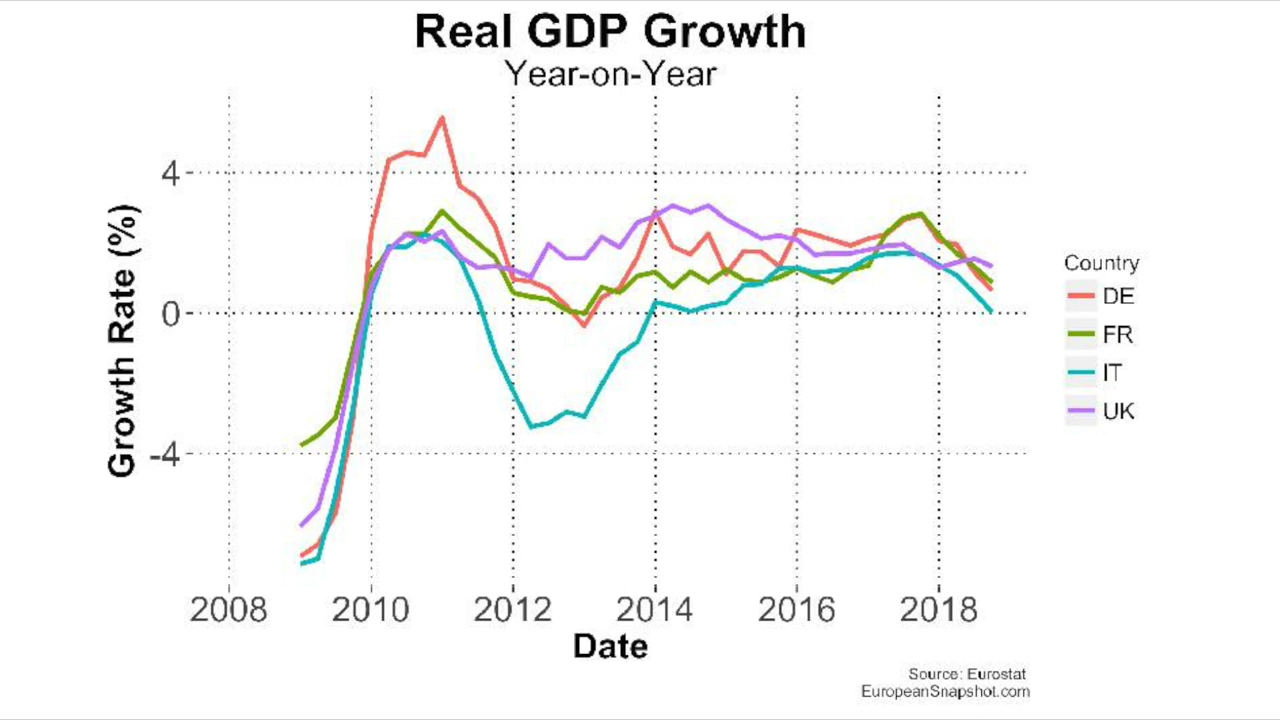 Real GDP Growth
Year-on-Year
Growth Rate (%)
4
0
-4
2008 2010 2012 2014 2016 2018
Date
Country
DE
FR
IT
UK
Source: Eurostat
EuropeanSnapshot.com